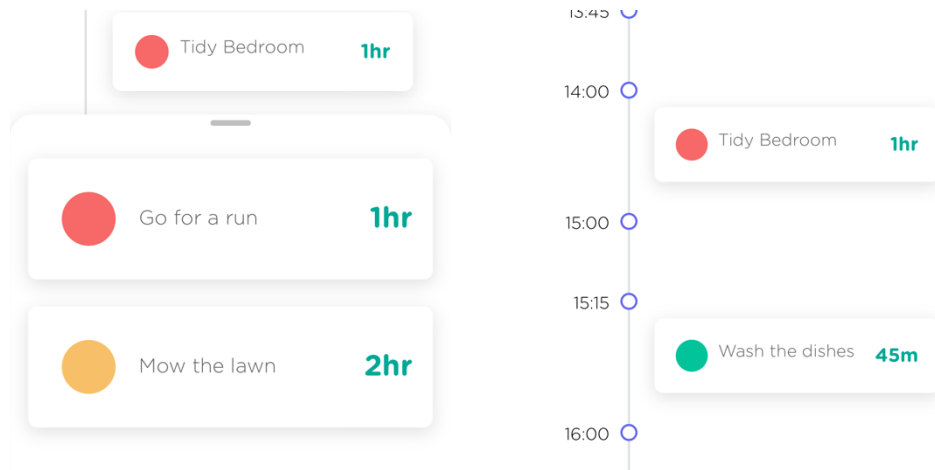 Tidy Bedroom 1hr
Go for a run 1hr
Mow the lawn 2hr
13:45
14:00
Tidy Bedroom 1hr
15:00
15:15
Wash the dishes 45m
16:00